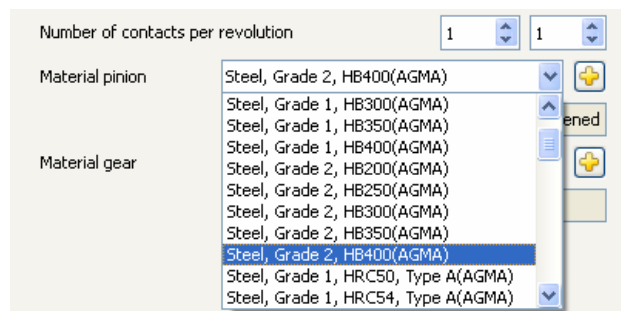 Number of contacts per revolution 1 1
Material pinion Steel, Grade 2, HB400(AGMA)
Steel, Grade 1, HB300(AGMA)
Steel, Grade 1, HB350(AGMA)
ened
Steel, Grade 1, HB400(AGMA)
Material gear Steel, Grade 2, HB200(AGMA)
Steel, Grade 2, HB250(AGMA)
Steel, Grade 2, HB300(AGMA)
Steel, Grade 2, HB350(AGMA)
Steel, Grade 2, HB400(AGMA)
Steel, Grade 1, HRC50, Type A(AGMA)
Steel, Grade 1, HRC54, Type A(AGMA)